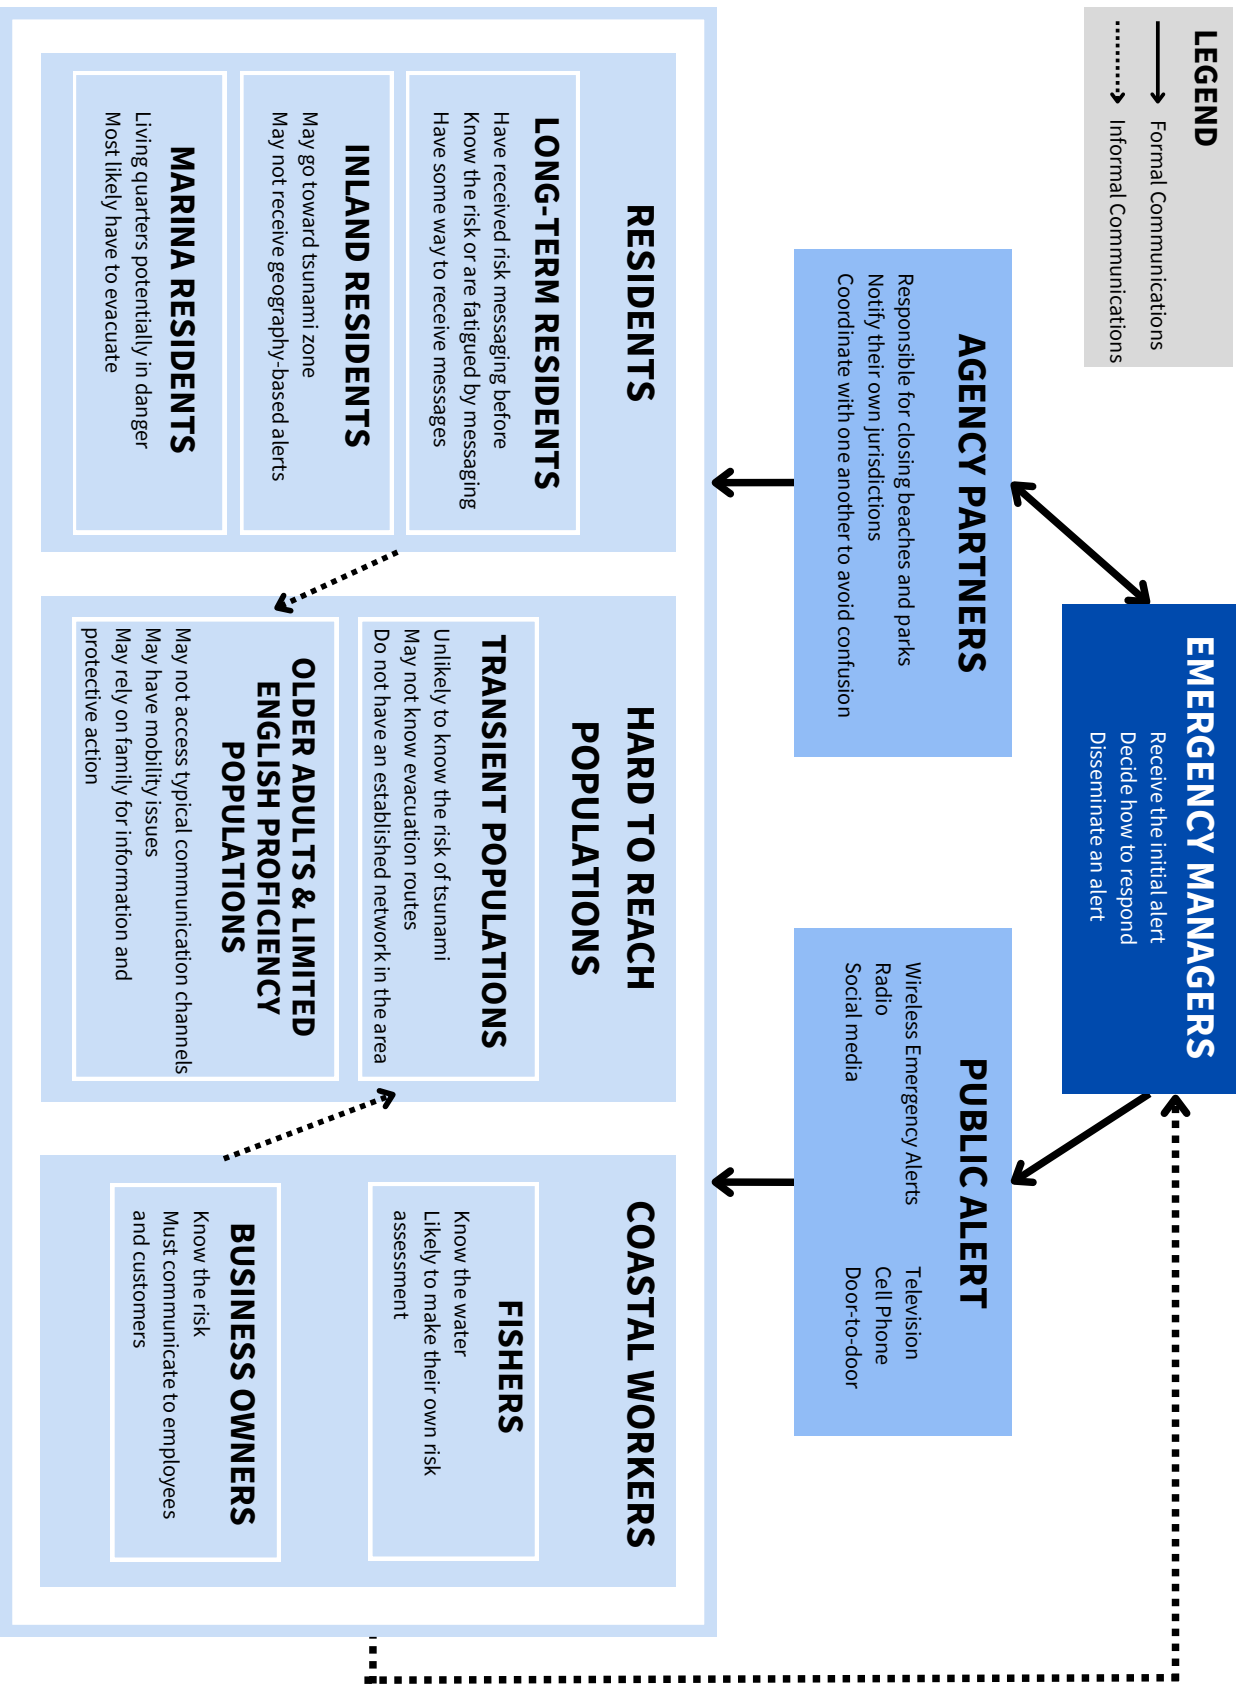 LEGEND
Formal Communications
Informal Communications
EMERGENCY MANAGERS
Receive the initial alert
Decide how to respond
Disseminate an alert
AGENCY PARTNERS
Responsible for closing beaches and parks
Notify their own jurisdictions
Coordinate with one another to avoid confusion
PUBLIC ALERT
Wireless Emergency Alerts
Radio
Social media
Television
Cell Phone
Door-to-door
RESIDENTS
LONG-TERM RESIDENTS
Have received risk messaging before
Know the risk or are fatigued by messaging
Have some way to receive messages
INLAND RESIDENTS
May go toward tsunami zone
May not receive geography-based alerts
MARINA RESIDENTS
Living quarters potentially in danger
Most likely have to evacuate
HARD TO REACH
POPULATIONS
TRANSIENT POPULATIONS
Unlikely to know the risk of tsunami
May not know evacuation routes
Do not have an established network in the area
OLDER ADULTS & LIMITED
ENGLISH PROFICIENCY
POPULATIONS
May not access typical communication channels
May have mobility issues
May rely on family for information and
protective action
COASTAL WORKERS
FISHERS
Know the water
Likely to make their own risk
assessment
BUSINESS OWNERS
Know the risk
Must communicate to employees
and customers